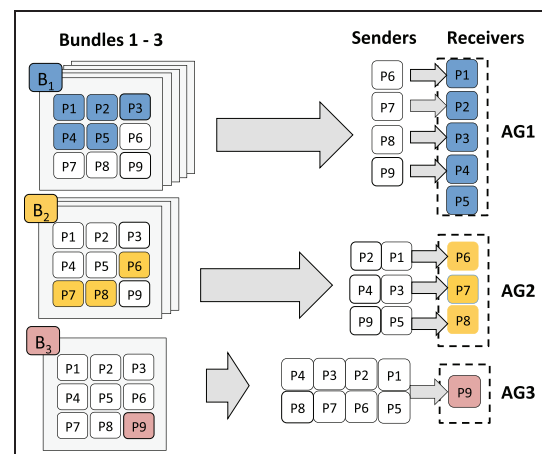 Bundles 1 - 3
Senders Receivers
B1
P1 P2 P3
P4 P5 P6
P7 P8 P9
P6 P1
P7 P2
P8 P3
P9 P4
P5
AG1
B2
P1 P2 P3
P4 P5 P6
P7 P8 P9
P2 P1 P6
P4 P3 P7
P9 P5 P8
AG2
B3
P1 P2 P3
P4 P5 P6
P7 P8 P9
P4 P3 P2 P1
P8 P7 P6 P5
P9
AG3